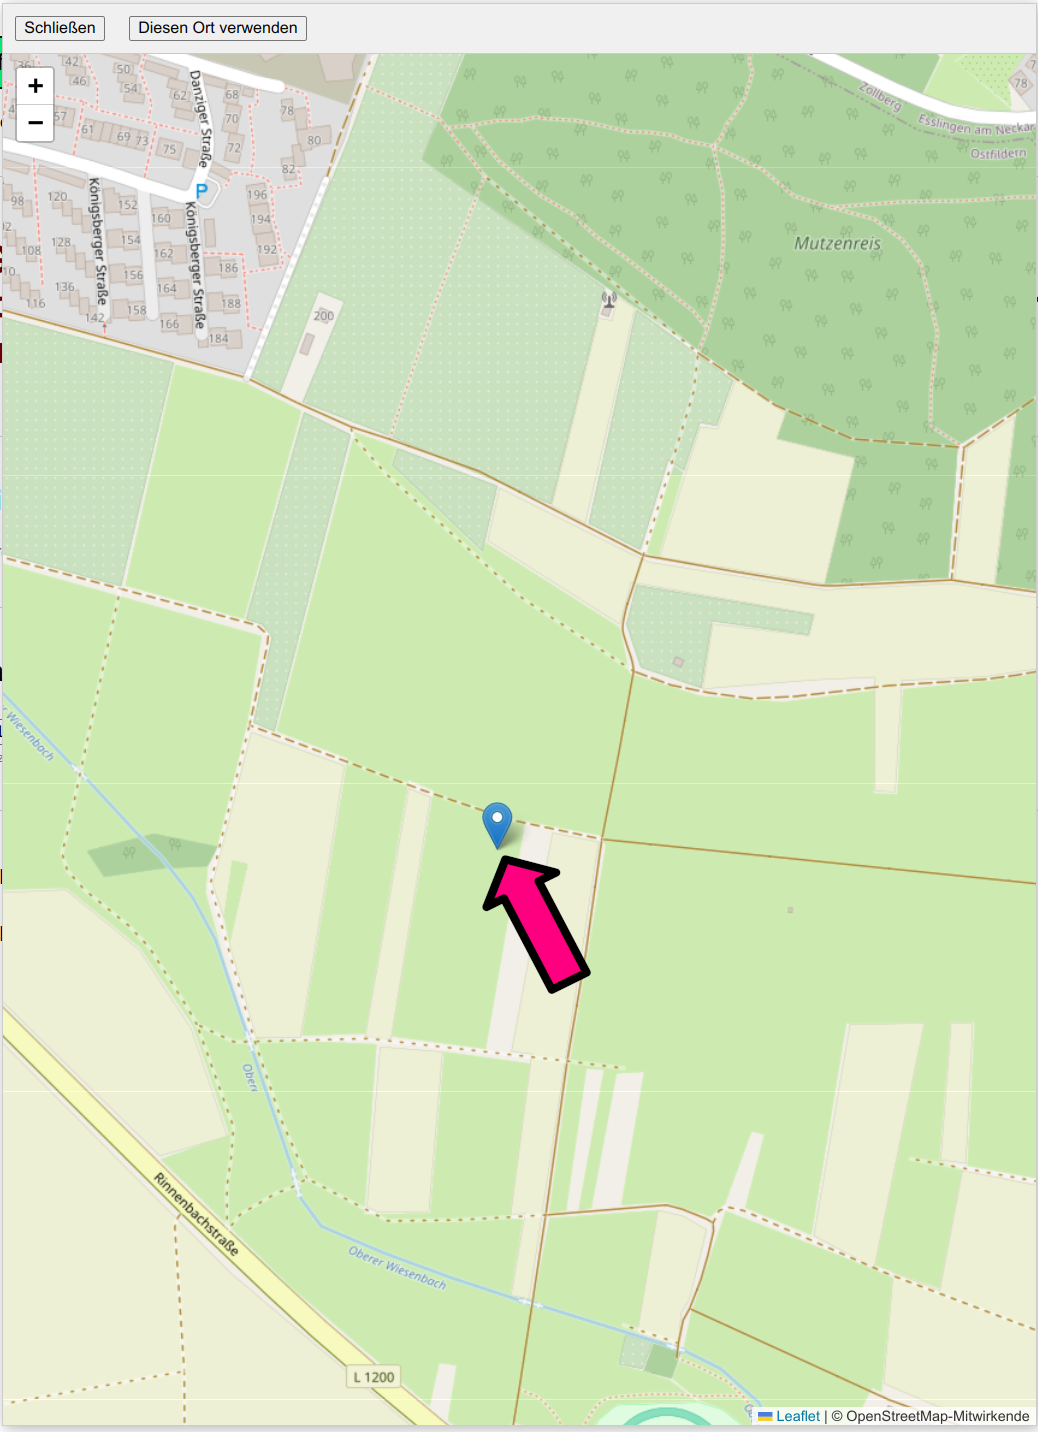 Schließen
Diesen Ort verwenden
+
−
P
Danziger Straße
Königsberger Straße
Königsberger Straße
42
46
50
54
62
68
70
72
78
80
82
57
61
69
73
75
98
120
152
160
196
194
192
108
128
154
162
186
156
136
164
188
116
142
158
166
184
200
Zollberg
Esslingen am Neckar
Ostfildern
78
Mutzenreis
Wiesenbach
Ober
Rinnenbachstraße
Oberer Wiesenbach
L 1200
Leaflet | © OpenStreetMap-Mitwirkende